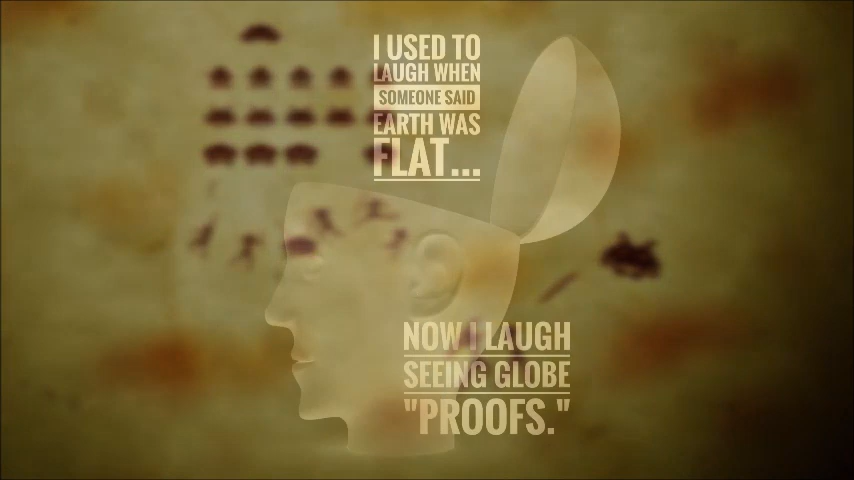 I USED TO
LAUGH WHEN
SOMEONE SAID
EARTH WAS
FLAT...
NOW I LAUGH
SEEING GLOBE
"PROOFS."